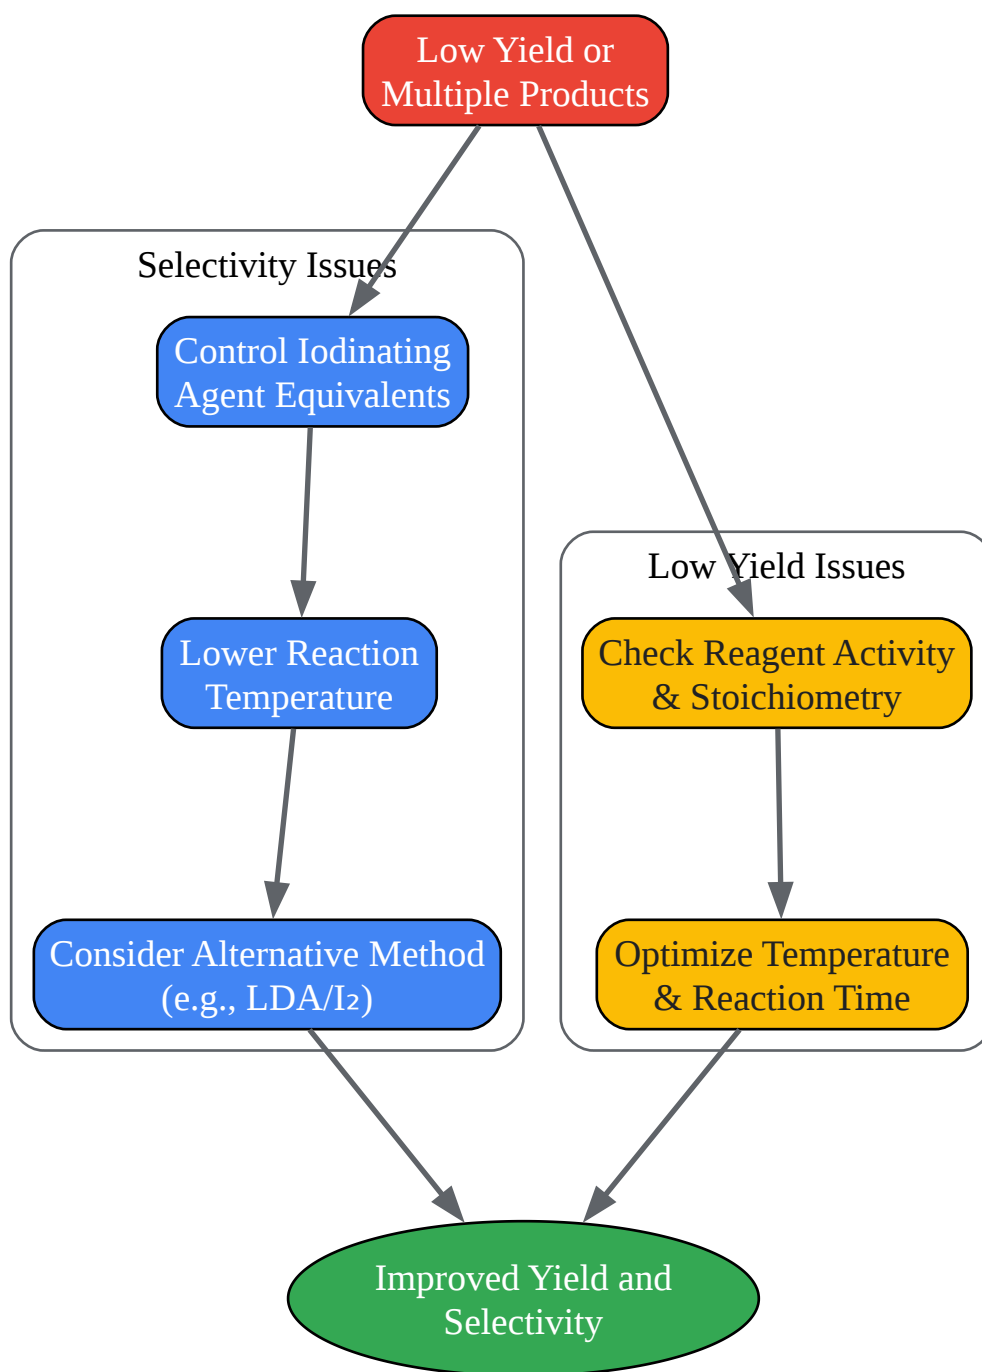 Low Yield or
Multiple Products
Selectivity Issues
Control Iodinating
Agent Equivalents
Lower Reaction
Temperature
Consider Alternative Method
(e.g., LDA/I₂)
Low Yield Issues
Check Reagent Activity
& Stoichiometry
Optimize Temperature
& Reaction Time
Improved Yield and
Selectivity